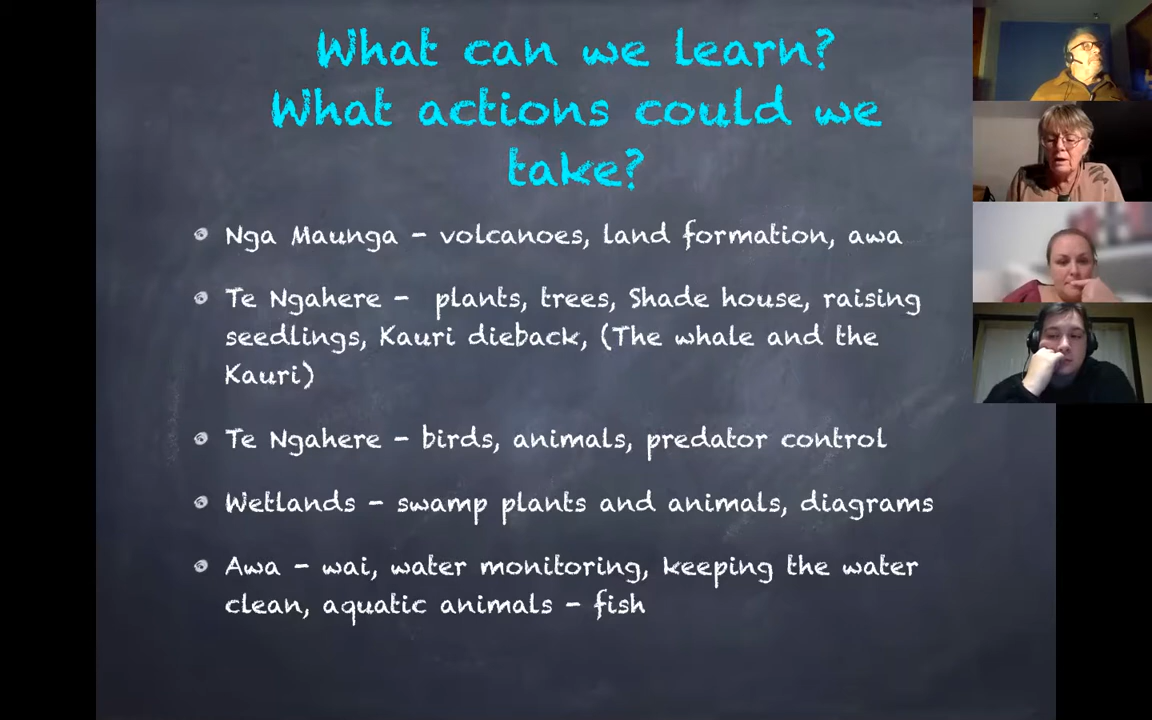 What can we learn?
What actions could we
take?
Nga Maunga - volcanoes, land formation, awa
Te Ngahere - plants, trees, Shade house, raising
seedlings, Kauri dieback, (The whale and the
Kauri)
Te Ngahere - birds, animals, predator control
Wetlands - swamp plants and animals, diagrams
Awa - wai, water monitoring, keeping the water
clean, aquatic animals - fish